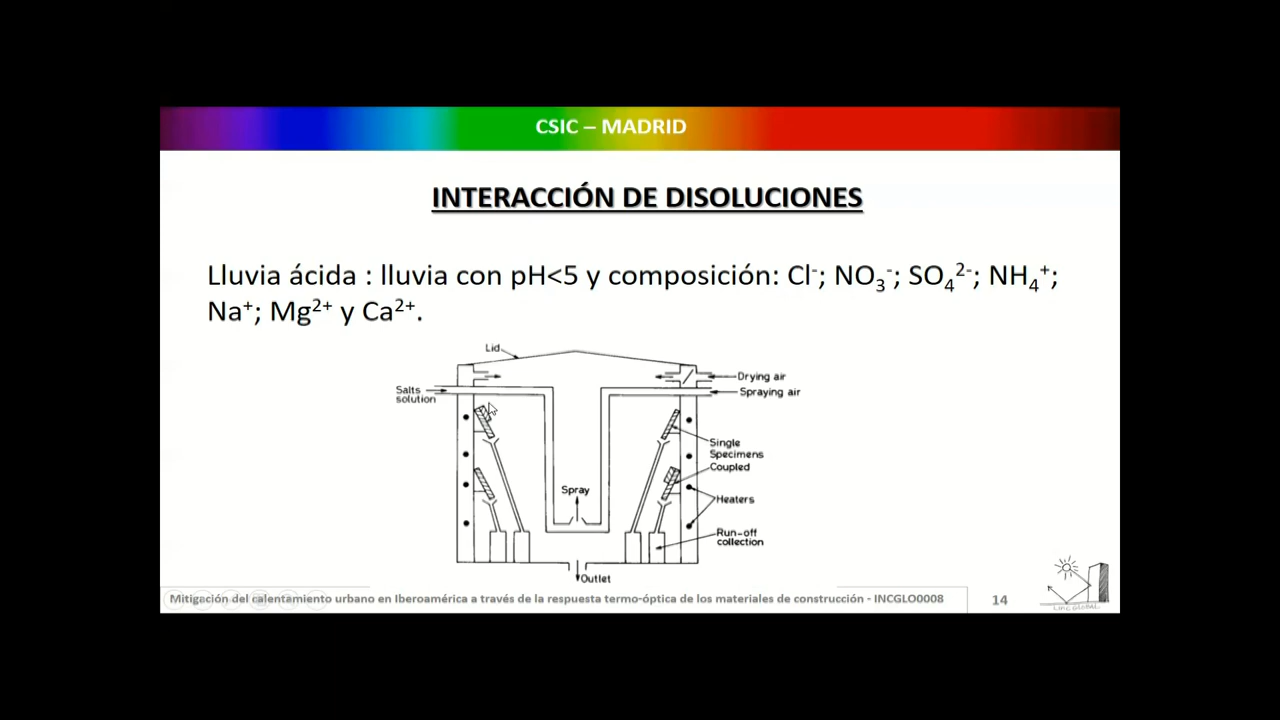 CSIC – MADRID
INTERACCIÓN DE DISOLUCIONES
Lluvia ácida : lluvia con pH<5 y composición: Cl⁻; NO₃⁻; SO₄²⁻; NH₄⁺;
Na⁺; Mg²⁺ y Ca²⁺.
Lid
Drying air
Salts
solution
Spraying air
Single
Specimens
Coupled
Spray
Heaters
Run-off
collection
Outlet
Mitigación del calentamiento urbano en Iberoamérica a través de la respuesta termo-óptica de los materiales de construcción - INCGLO0008
14